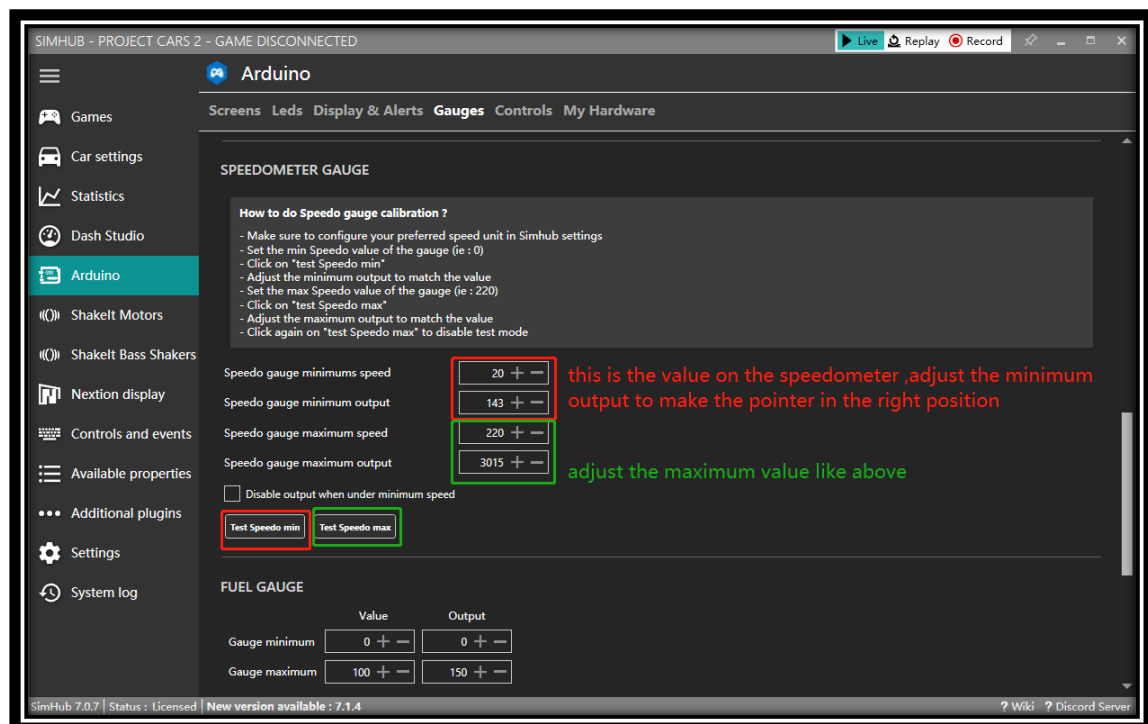 SIMHUB - PROJECT CARS 2 - GAME DISCONNECTED
Live Replay Record
Arduino
Screens Leds Display & Alerts Gauges Controls My Hardware
Games
Car settings
Statistics
Dash Studio
Arduino
ShakeIt Motors
ShakeIt Bass Shakers
Nextion display
Controls and events
Available properties
Additional plugins
Settings
System log
SPEEDOMETER GAUGE
How to do Speedo gauge calibration ?
- Make sure to configure your preferred speed unit in Simhub settings
- Set the min Speedo value of the gauge (ie : 0)
- Click on "test Speedo min"
- Adjust the minimum output to match the value
- Set the max Speedo value of the gauge (ie : 220)
- Click on "test Speedo max"
- Adjust the maximum output to match the value
- Click again on "test Speedo max" to disable test mode
Speedo gauge minimums speed 20 + −
Speedo gauge minimum output 143 + −
this is the value on the speedometer ,adjust the minimum
output to make the pointer in the right position
Speedo gauge maximum speed 220 + −
Speedo gauge maximum output 3015 + −
adjust the maximum value like above
Disable output when under minimum speed
Test Speedo min Test Speedo max
FUEL GAUGE
Value Output
Gauge minimum 0 + − 0 + −
Gauge maximum 100 + − 150 + −
SimHub 7.0.7 | Status : Licensed | New version available : 7.1.4
? Wiki ? Discord Server